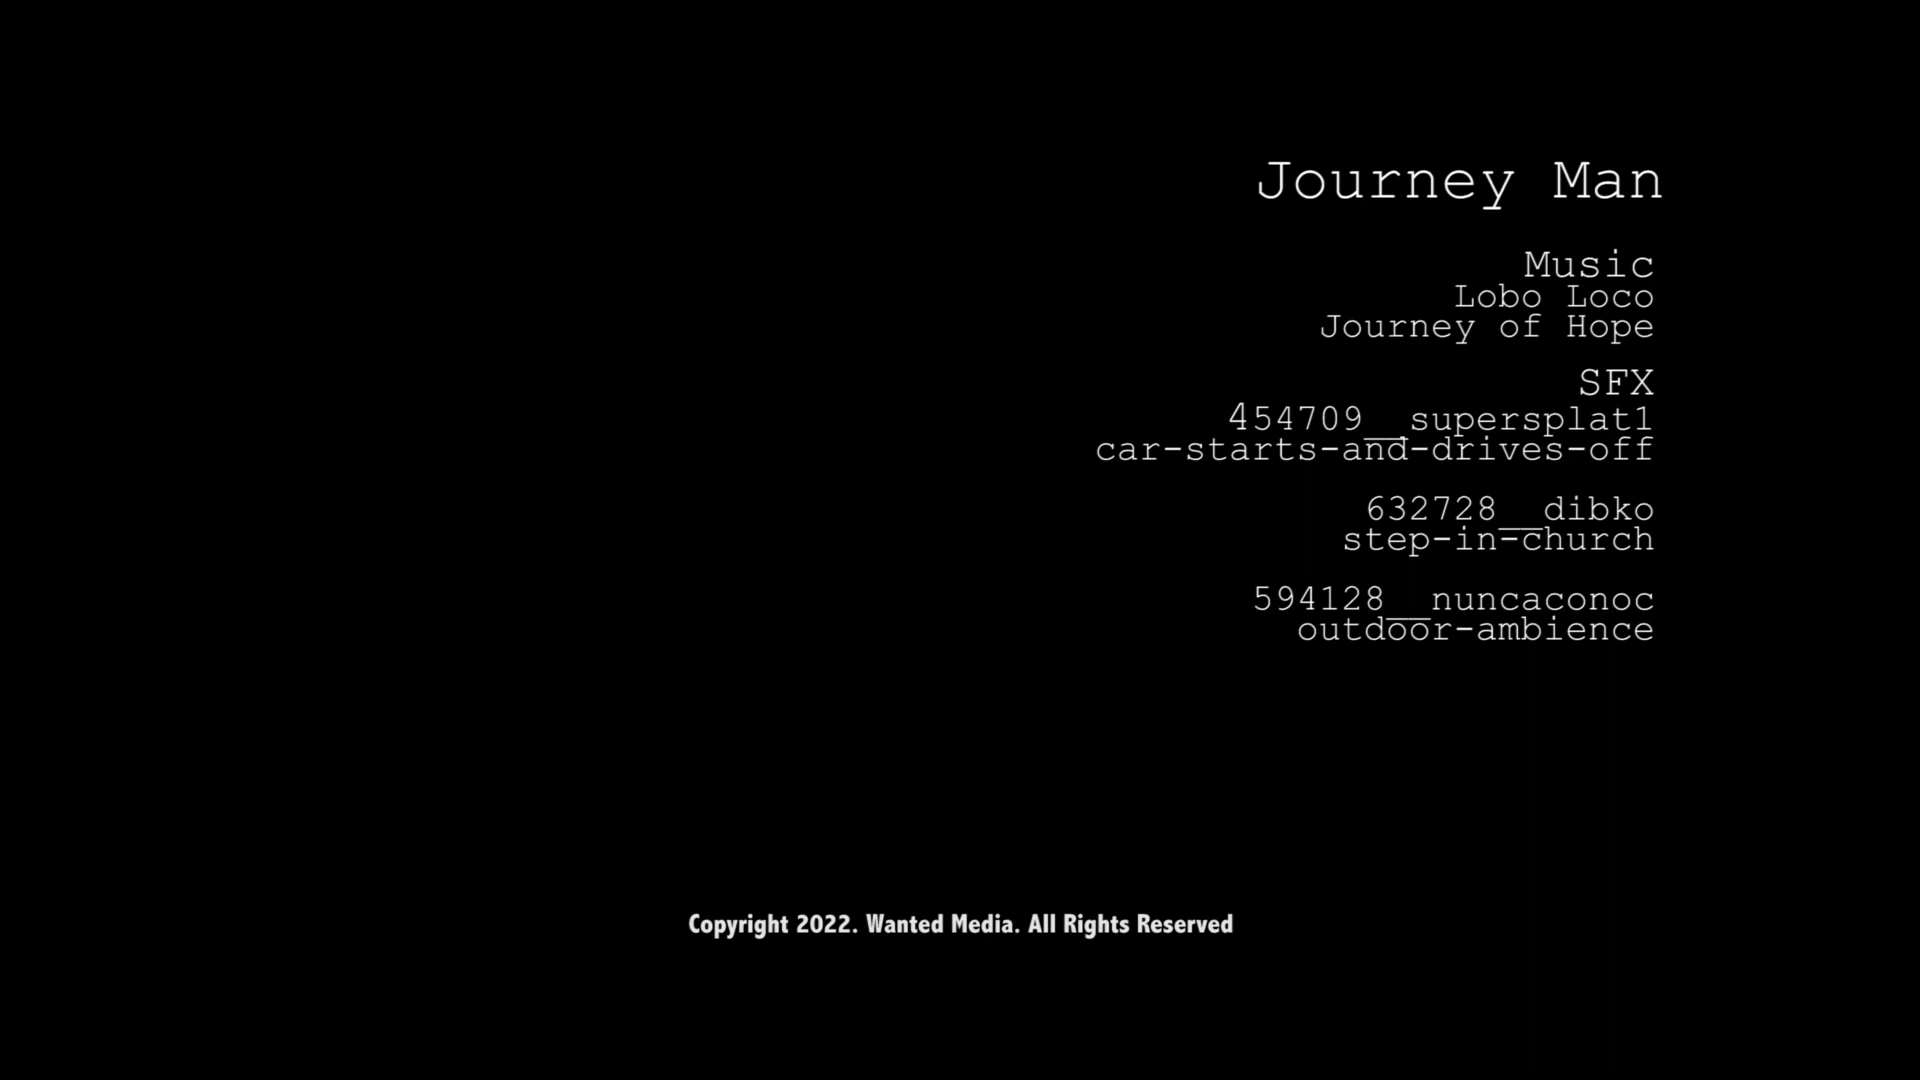 Journey Man
Music
Lobo Loco
Journey of Hope
SFX
454709__supersplat1
car-starts-and-drives-off
632728__dibko
step-in-church
594128__nuncaconoc
outdoor-ambience
Copyright 2022. Wanted Media. All Rights Reserved